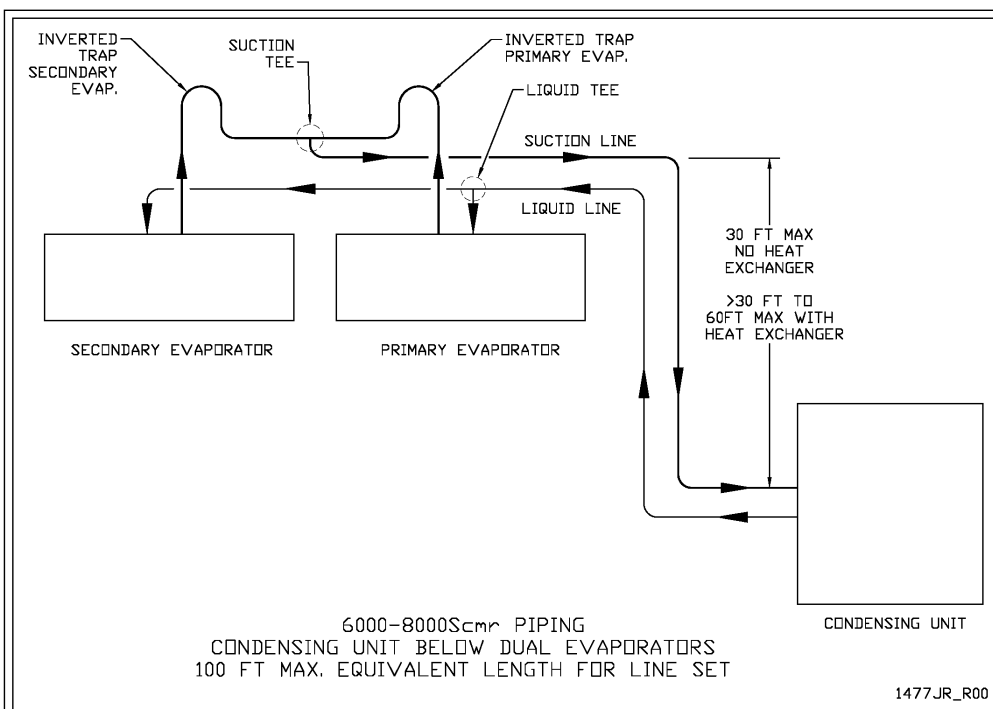 INVERTED
TRAP
SECONDARY
EVAP.
SUCTION
TEE
INVERTED TRAP
PRIMARY EVAP.
LIQUID TEE
SUCTION LINE
LIQUID LINE
30 FT MAX
NO HEAT
EXCHANGER
>30 FT TO
60FT MAX WITH
HEAT EXCHANGER
SECONDARY EVAPORATOR
PRIMARY EVAPORATOR
CONDENSING UNIT
6000-8000Scmr PIPING
CONDENSING UNIT BELOW DUAL EVAPORATORS
100 FT MAX. EQUIVALENT LENGTH FOR LINE SET
1477JR_R00